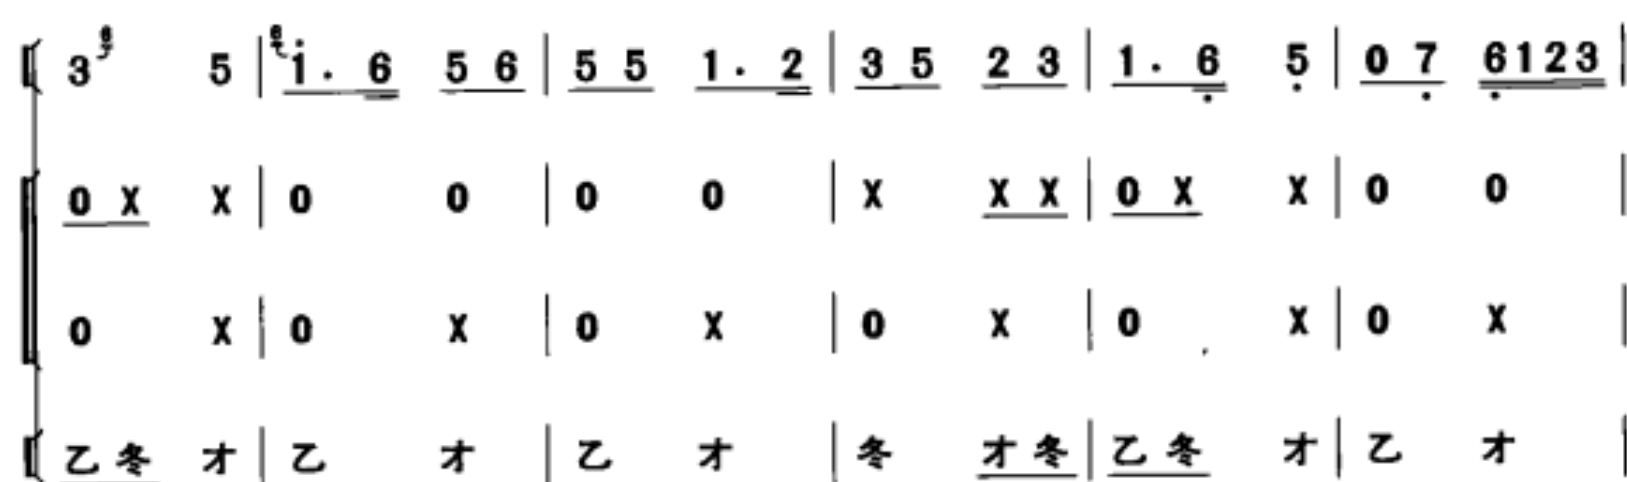 3 5 | i. 6 5 6 | 5 5 1. 2 | 3 5 2 3 | 1. 6 5 | 0 7 6123 |
0 X X | 0 0 | 0 0 | X X X | 0 X X | 0 0 |
0 X | 0 X | 0 X | 0 X | 0 X | 0 X |
乙冬 才 | 乙 才 | 乙 才 | 冬 才冬 | 乙冬 才 | 乙 才 |